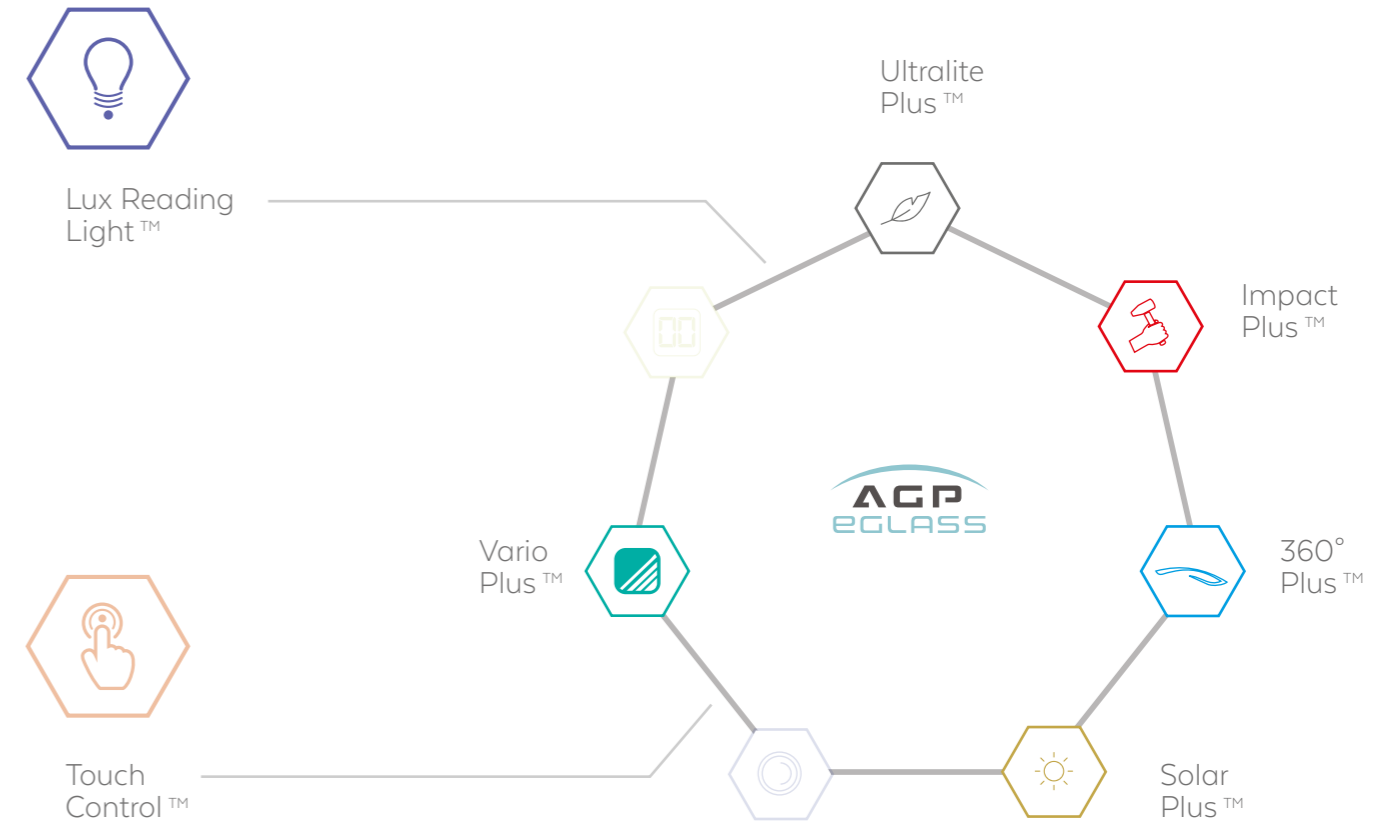 Ultralite
Plus ™
Lux Reading
Light ™
Impact
Plus ™
00
AGP
eGLASS
Vario
Plus ™
360°
Plus ™
Touch
Control ™
Solar
Plus ™